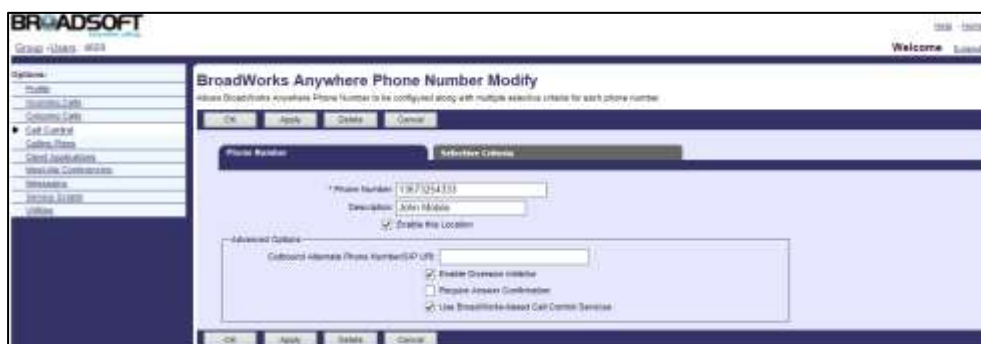 BROADSOFT
Help - Home
Group >Users
Welcome
Options:
Profile
Incoming Calls
Outgoing Calls
Call Control
Calling Plans
Client Applications
Meet-Me Conferencing
Messaging
Service Scripts
Utilities
BroadWorks Anywhere Phone Number Modify
Allows BroadWorks Anywhere Phone Number to be configured along with multiple selective criteria for each phone number.
OK Apply Delete Cancel
Phone Number Selective Criteria
* Phone Number: 13673254333
Description: John Mobile
Enable this Location
Advanced Options
Outbound Alternate Phone Number/SIP URI:
Enable Diversion Inhibitor
Require Answer Confirmation
Use BroadWorks-based Call Control Services
OK Apply Delete Cancel